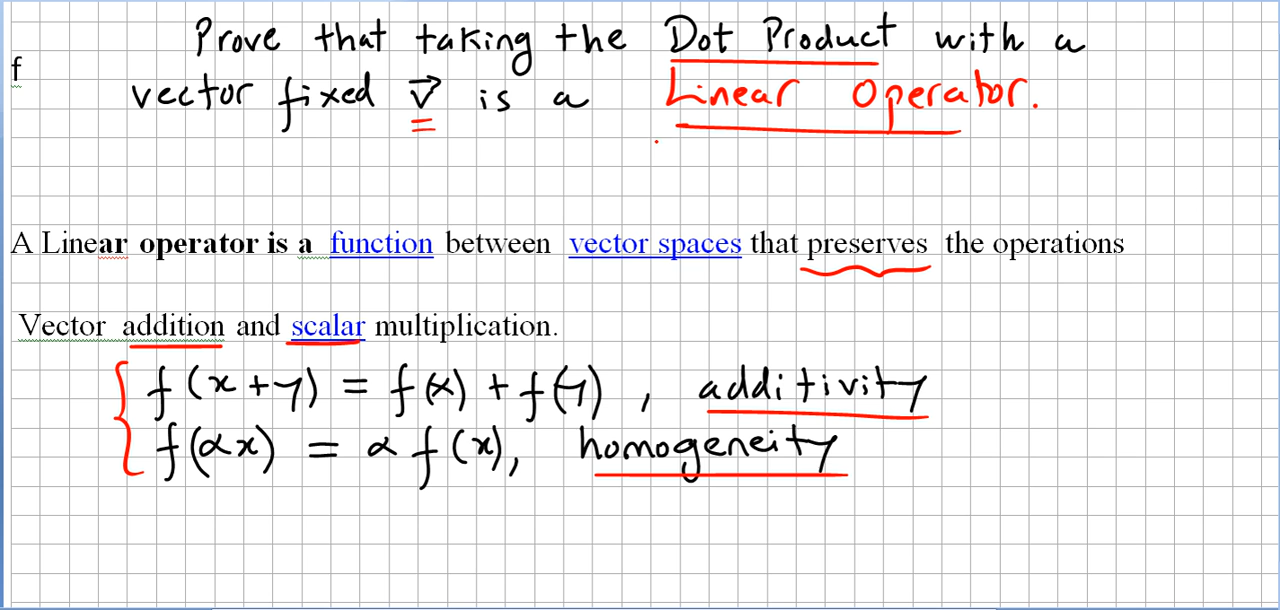 Prove that taking the Dot Product with a
f
vector fixed v⃗ is a Linear Operator.
A Linear operator is a function between vector spaces that preserves the operations
Vector addition and scalar multiplication.
f(x+y) = f(x) + f(y), additivity
f(αx) = α f(x), homogeneity